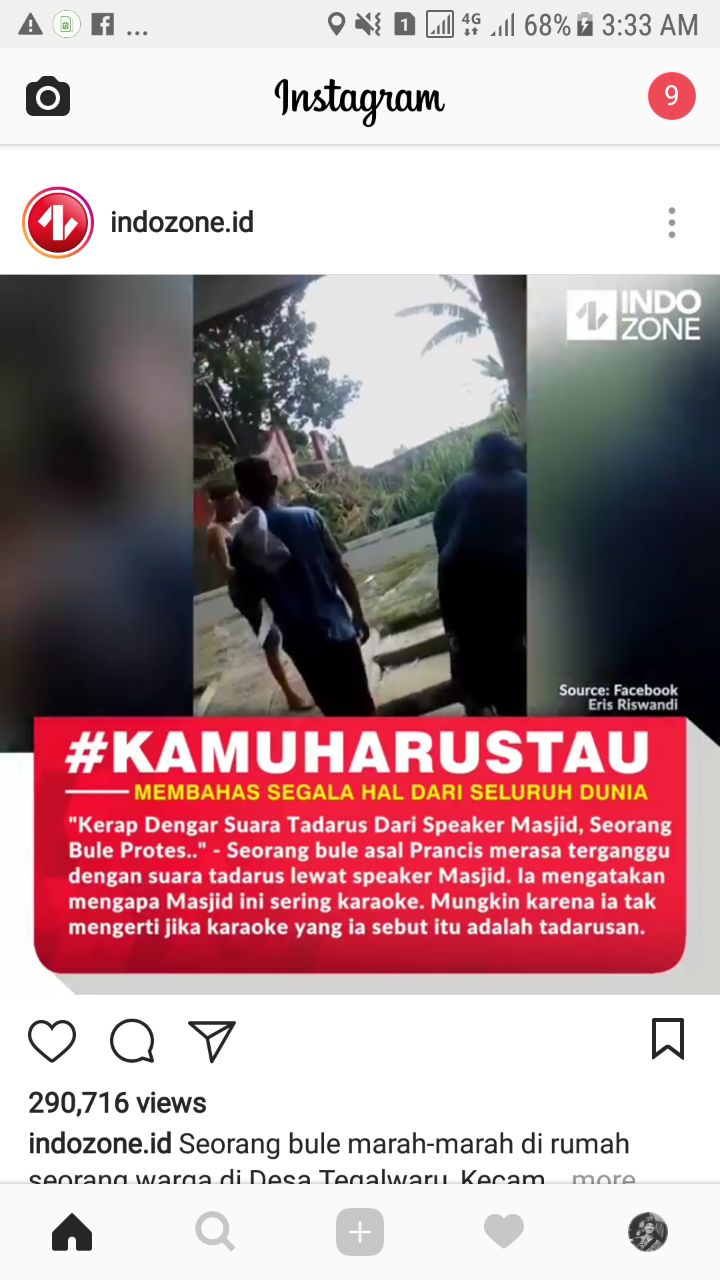 ... 1 4G 68% 3:33 AM
Instagram
9
indozone.id
INDO
ZONE
Source: Facebook
Eris Riswandi
#KAMUHARUSTAU
MEMBAHAS SEGALA HAL DARI SELURUH DUNIA
"Kerap Dengar Suara Tadarus Dari Speaker Masjid, Seorang
Bule Protes.." - Seorang bule asal Prancis merasa terganggu
dengan suara tadarus lewat speaker Masjid. Ia mengatakan
mengapa Masjid ini sering karaoke. Mungkin karena ia tak
mengerti jika karaoke yang ia sebut itu adalah tadarusan.
290,716 views
indozone.id Seorang bule marah-marah di rumah
seorang warga di Desa Tegalwaru, Kecam... more